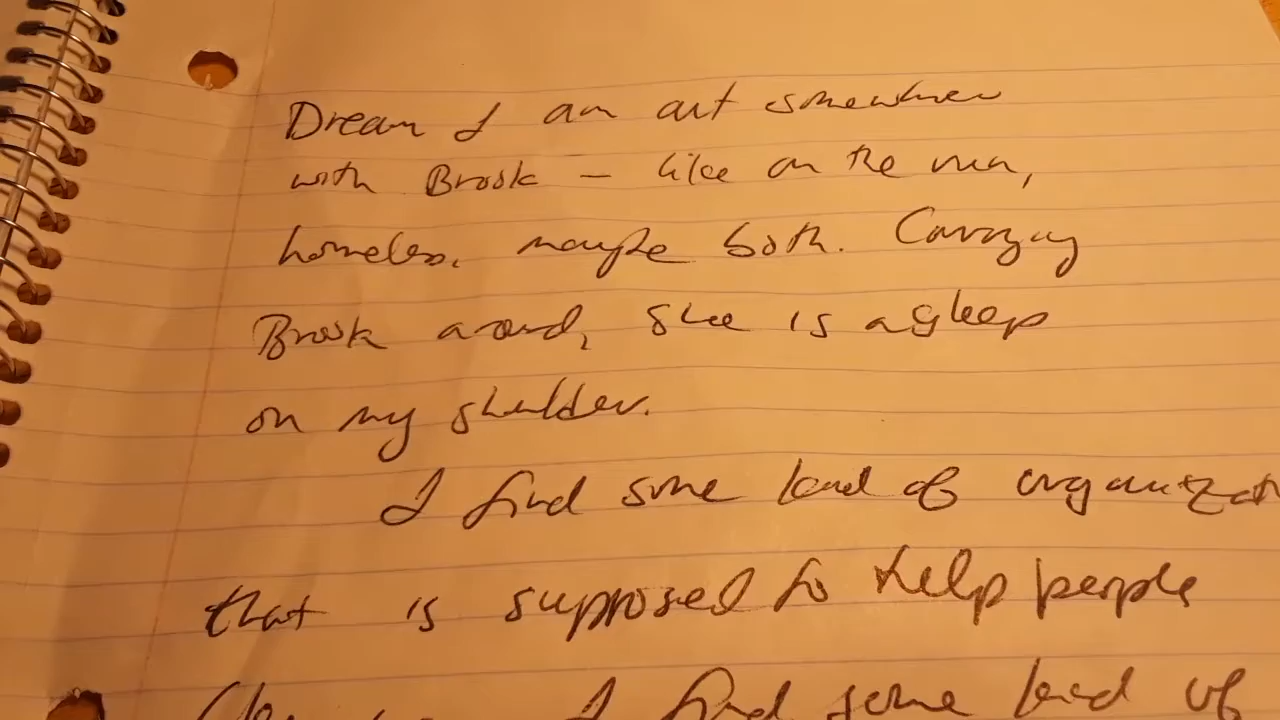 Dream I am out somewhere
with Brook - like on the run,
homeless, maybe both. Carrying
Brook around, she is asleep
on my shoulder.
I find some kind of organizat
that is supposed to help people
I find some kind of